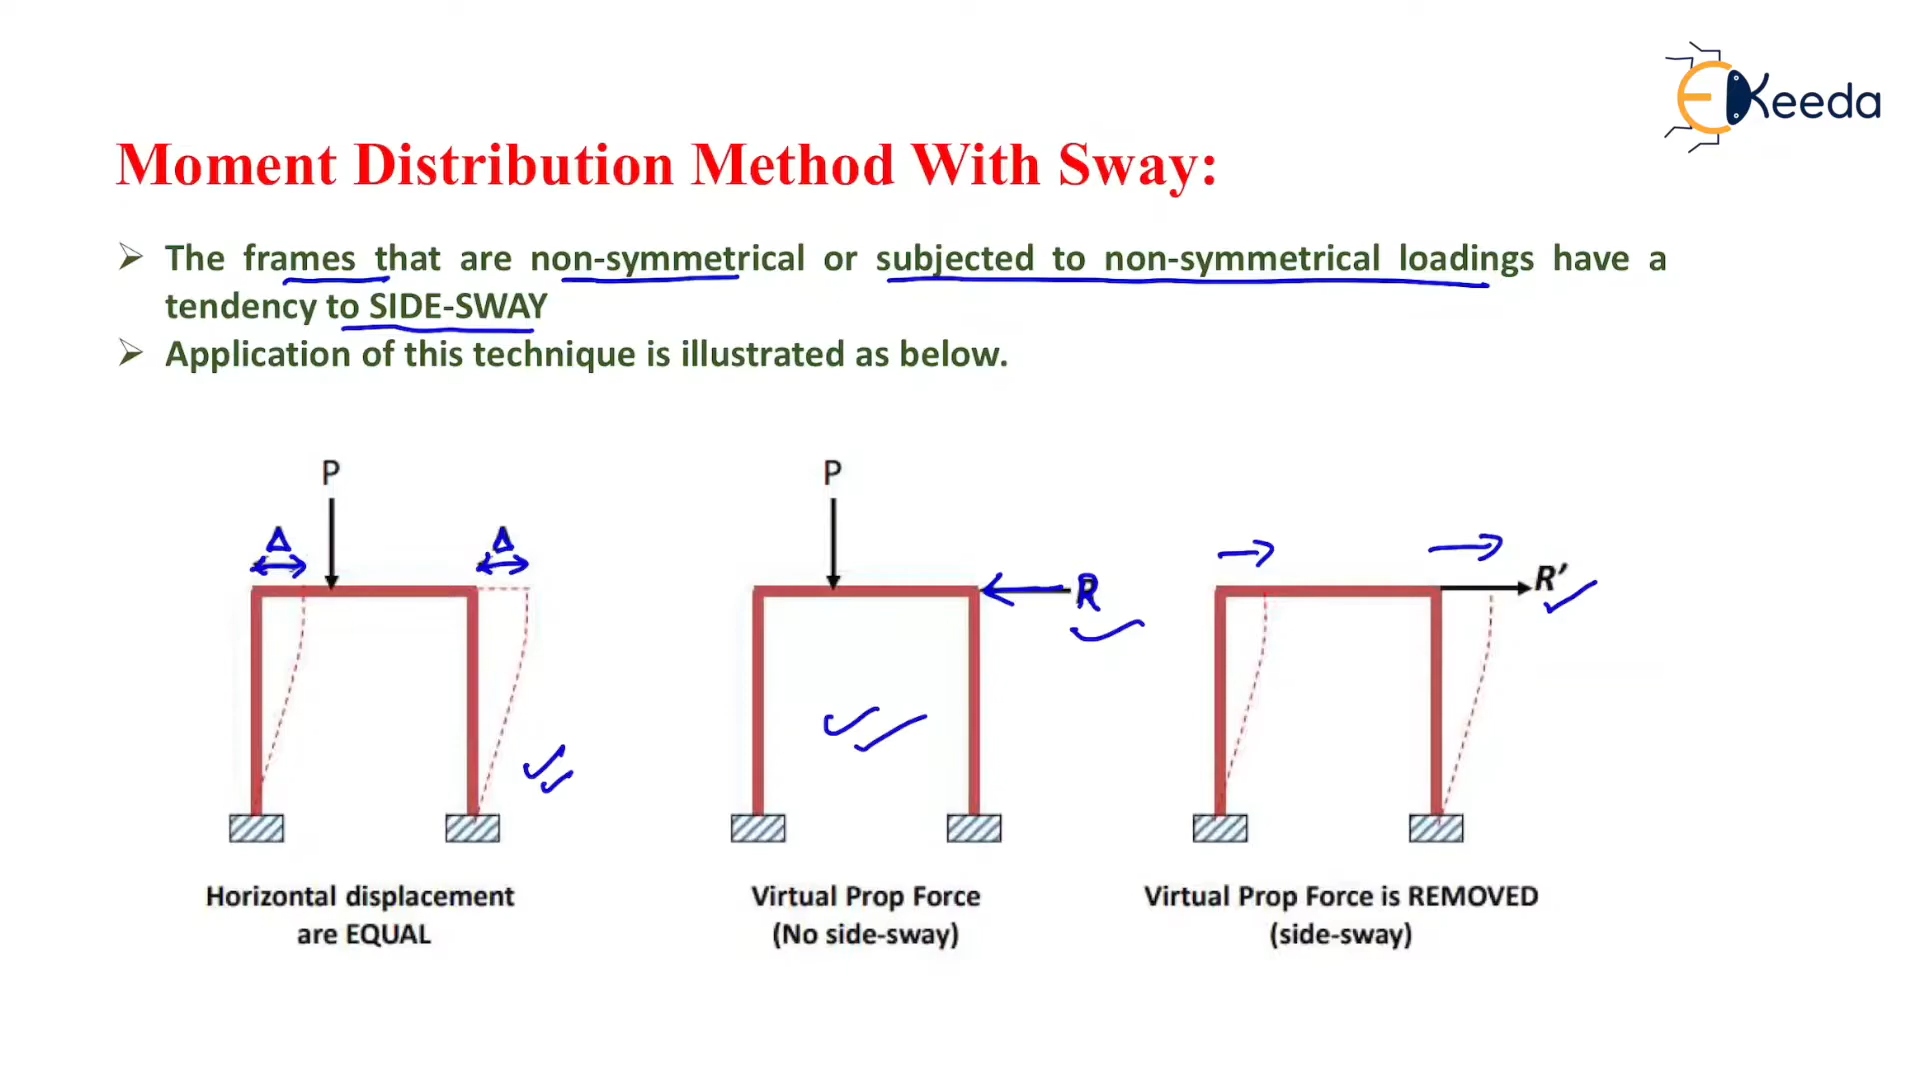 EKeeda
Moment Distribution Method With Sway:
➢ The frames that are non-symmetrical or subjected to non-symmetrical loadings have a
tendency to SIDE-SWAY
➢ Application of this technique is illustrated as below.
P
P
Δ
Δ
R
R’
Horizontal displacement
are EQUAL
Virtual Prop Force
(No side-sway)
Virtual Prop Force is REMOVED
(side-sway)